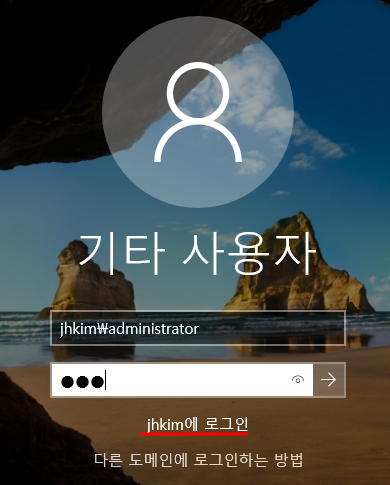 기타 사용자
jhkim₩administrator
jhkim에 로그인
다른 도메인에 로그인하는 방법